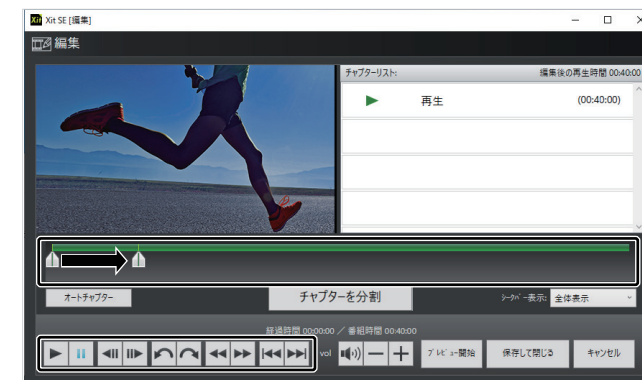 Xit Xit SE [編集]
編集
チャプターリスト: 編集後の再生時間 00:40:00
再生 (00:40:00)
オートチャプター チャプターを分割 シークバー表示: 全体表示
経過時間 00:00:00 / 番組時間 00:40:00
vol プレビュー開始 保存して閉じる キャンセル